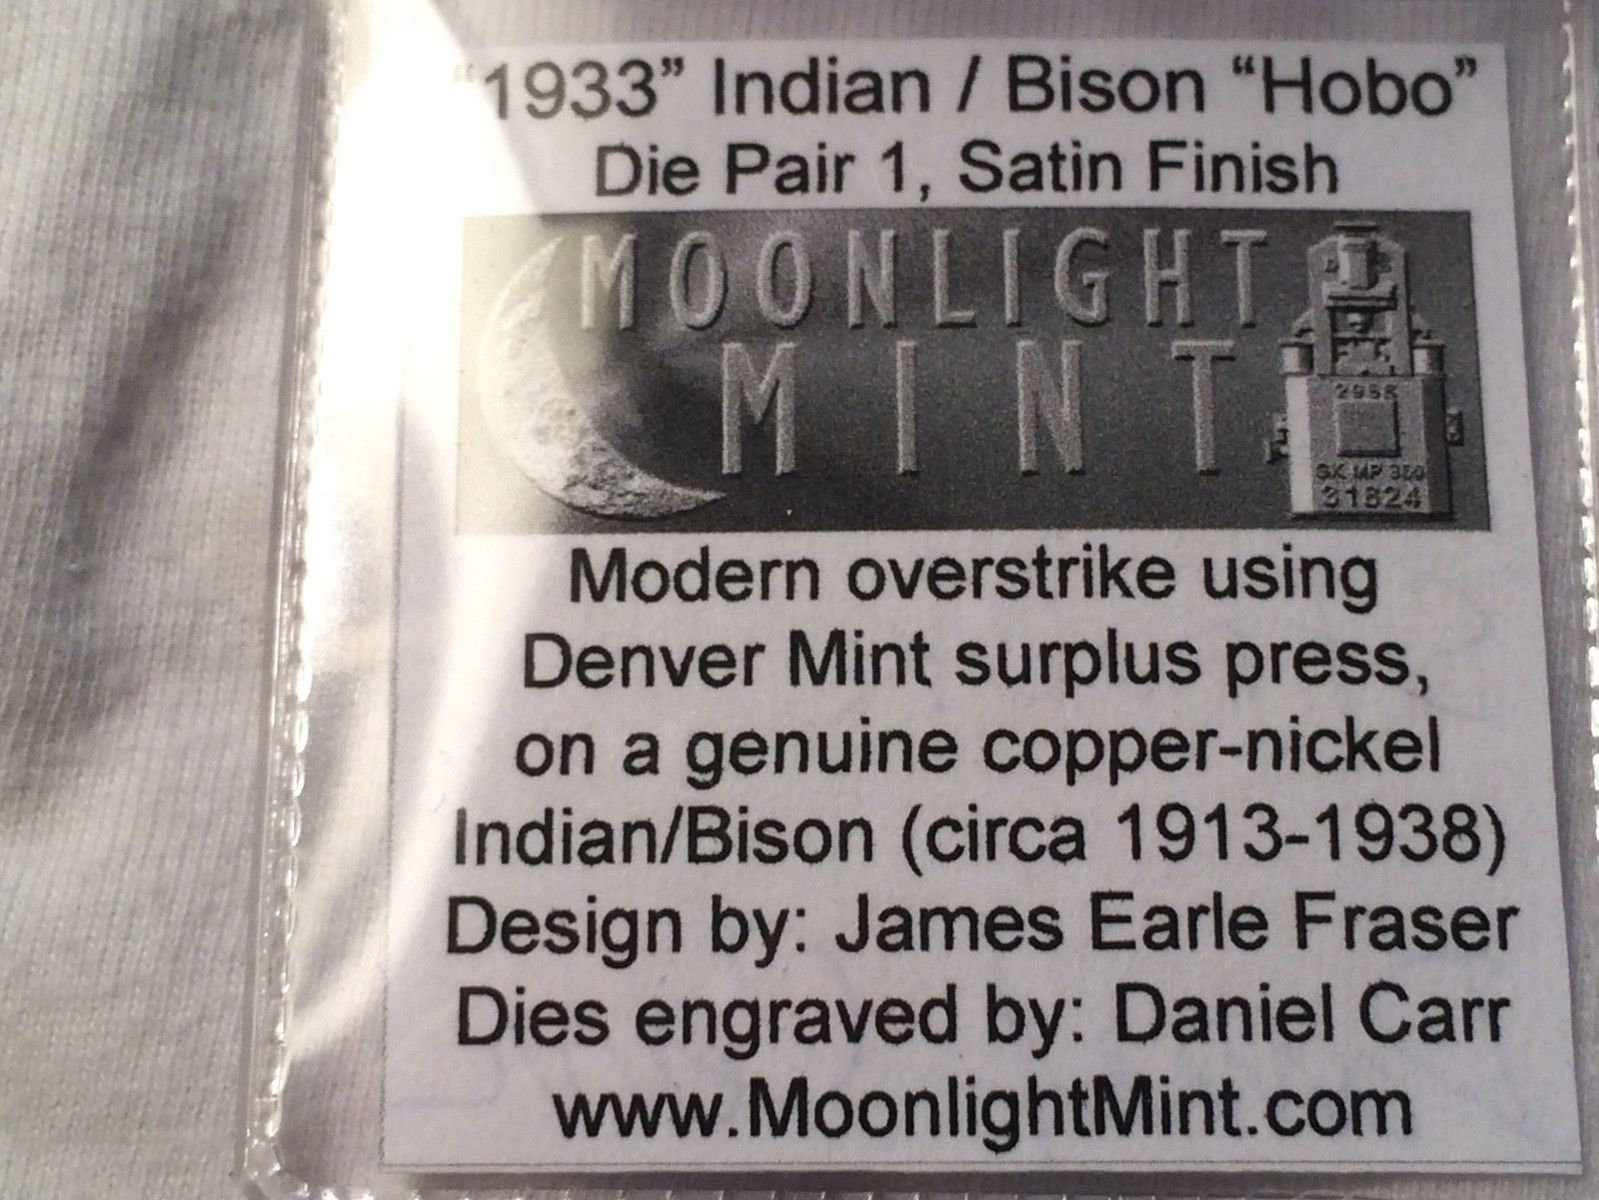 "1933" Indian / Bison "Hobo"
Die Pair 1, Satin Finish
MOONLIGHT
MINT
2955
SK MP 350
31824
Modern overstrike using
Denver Mint surplus press,
on a genuine copper-nickel
Indian/Bison (circa 1913-1938)
Design by: James Earle Fraser
Dies engraved by: Daniel Carr
www.MoonlightMint.com